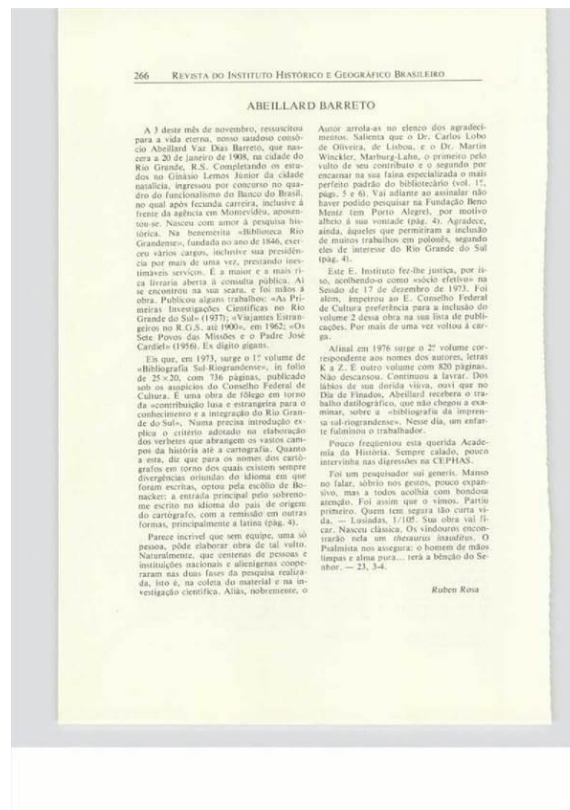 266 REVISTA DO INSTITUTO HISTÓRICO E GEOGRÁFICO BRASILEIRO
ABEILLARD BARRETO
A 3 deste mês de novembro, ressuscitou
para a vida eterna, nosso saudoso consó-
cio Abeillard Vaz Dias Barreto, que nas-
cera a 20 de janeiro de 1908, na cidade do
Rio Grande, R.S. Completando os estu-
dos no Ginásio Lemos Júnior da cidade
natalícia, ingressou por concurso no qua-
dro do funcionalismo do Banco do Brasil,
no qual após fecunda carreira, inclusive à
frente da agência em Montevidéu, aposen-
tou-se. Nasceu com amor à pesquisa his-
tórica. Na benemerita «Biblioteca Rio
Grandense», fundada no ano de 1846, exer-
ceu vários cargos, inclusive sua presidên-
cia por mais de uma vez, prestando ines-
timáveis serviços. É a maior e a mais ri-
ca livraria aberta à consulta pública. Aí
se encontrou na sua seara, e foi mãos à
obra. Publicou alguns trabalhos: «As Pri-
meiras Investigações Científicas no Rio
Grande do Sul» (1937); «Viajantes Estran-
geiros no R.G.S. até 1900», em 1962; «Os
Sete Povos das Missões e o Padre José
Cardiel» (1956). Ex digito gigans.
Eis que, em 1973, surge o 1º volume de
«Bibliografia Sul-Riograndense», in folio
de 25×20, com 736 páginas, publicado
sob os auspícios do Conselho Federal de
Cultura. É uma obra de fôlego em torno
da «contribuição lusa e estrangeira para o
conhecimento e a integração do Rio Gran-
de do Sul». Numa precisa introdução ex-
plica o critério adotado na elaboração
dos verbetes que abrangem os vastos cam-
pos da história até a cartografia. Quanto
a esta, diz que para os nomes dos cartó-
grafos em torno dos quais existem sempre
divergências oriundas do idioma em que
foram escritas, optou pela escólio de Bo-
nacker: a entrada principal pelo sobreno-
me escrito no idioma do país de origem
do cartógrafo, com a remissão em outras
formas, principalmente a latina (pág. 4).
Parece incrível que sem equipe, uma só
pessoa, pôde elaborar obra de tal vulto.
Naturalmente, que centenas de pessoas e
instituições nacionais e alienígenas coope-
raram nas duas fases da pesquisa realiza-
da, isto é, na coleta do material e na in-
vestigação científica. Aliás, nobremente, o
Autor arrola-as no elenco dos agradeci-
mentos. Salienta que o Dr. Carlos Lobo
de Oliveira, de Lisboa, e o Dr. Martin
Winckler, Marburg-Lahn, o primeiro pelo
vulto de seu contributo e o segundo por
encarnar na sua faina especializada o mais
perfeito padrão do bibliotecário (vol. 1º,
págs. 5 e 6). Vai adiante ao assinalar não
haver podido pesquisar na Fundação Beno
Mentz (em Porto Alegre), por motivo
alheio à sua vontade (pág. 4). Agradece,
ainda, àqueles que permitiram a inclusão
de muitos trabalhos em polonês, segundo
eles de interesse do Rio Grande do Sul
(pág. 4).
Este E. Instituto fez-lhe justiça, por is-
so, acolhendo-o como «sócio efetivo» na
Sessão de 17 de dezembro de 1973. Foi
além, impetrou ao E. Conselho Federal
de Cultura preferência para a inclusão do
volume 2 dessa obra na sua lista de publi-
cações. Por mais de uma vez voltou à car-
ga.
Afinal em 1976 surge o 2º volume cor-
respondente aos nomes dos autores, letras
K a Z. É outro volume com 820 páginas.
Não descansou. Continuou a lavrar. Dos
lábios de sua dorida viúva, ouvi que no
Dia de Finados, Abeillard recebera o tra-
balho datilográfico, que não chegou a exa-
minar, sobre a «bibliografia da impren-
sa sul-riograndense». Nesse dia, um enfar-
te fulminou o trabalhador.
Pouco freqüentou esta querida Acade-
mia da História. Sempre calado, pouco
intervinha nas digressões na CEPHAS.
Foi um pesquisador sui generis. Manso
no falar, sóbrio nos gestos, pouco expan-
sivo, mas a todos acolhia com bondosa
atenção. Foi assim que o vimos. Partiu
primeiro. Quem tem segura tão curta vi-
da. — Lusíadas, 1/105. Sua obra vai fi-
car. Nasceu clássica. Os vindouros encon-
trarão nela um thesaurus inauditus. O
Psalmista nos assegura: o homem de mãos
limpas e alma pura... terá a bênção do Se-
nhor. — 23, 3-4.
Ruben Rosa